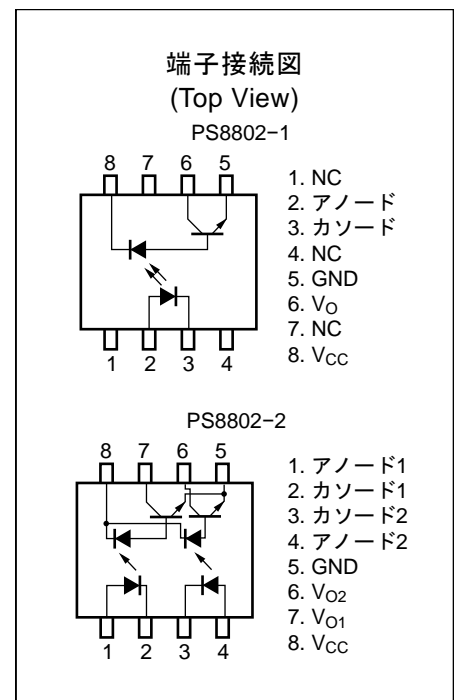 端子接続図
(Top View)
PS8802−1
8 7 6 5
1 2 3 4
1. NC
2. アノード
3. カソード
4. NC
5. GND
6. VO
7. NC
8. VCC
PS8802−2
8 7 6 5
1 2 3 4
1. アノード1
2. カソード1
3. カソード2
4. アノード2
5. GND
6. VO2
7. VO1
8. VCC